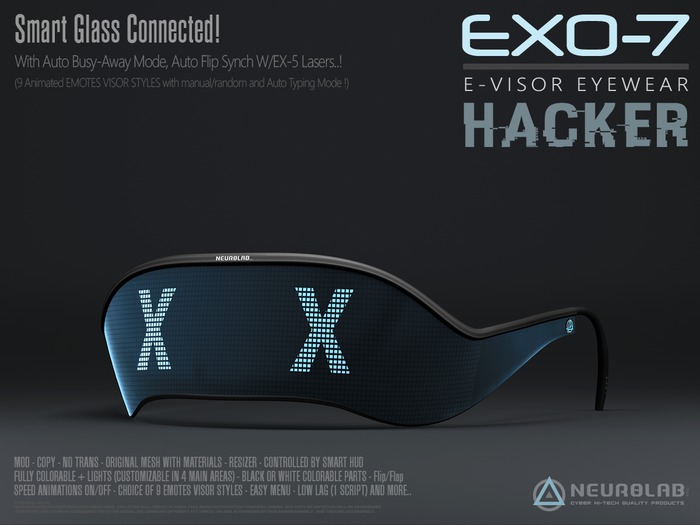 Smart Glass Connected!
With Auto Busy-Away Mode, Auto Flip Synch W/EX-5 Lasers..!
(9 Animated EMOTES VISOR STYLES with manual/random and Auto Typing Mode !)
EXO-7
E-VISOR EYEWEAR
HACKER
NEUROLAB
X X
MOD - COPY - NO TRANS - ORIGINAL MESH WITH MATERIALS - RESIZER - CONTROLLED BY SMART HUD
FULLY COLORABLE + LIGHTS (CUSTOMIZABLE IN 4 MAIN AREAS) - BLACK OR WHITE COLORABLE PARTS - Flip/Flap
SPEED ANIMATIONS ON/OFF - CHOICE OF 9 EMOTES VISOR STYLES - EASY MENU - LOW LAG (1 SCRIPT) AND MORE..
NEUROLAB
CYBER HI-TECH QUALITY PRODUCTS